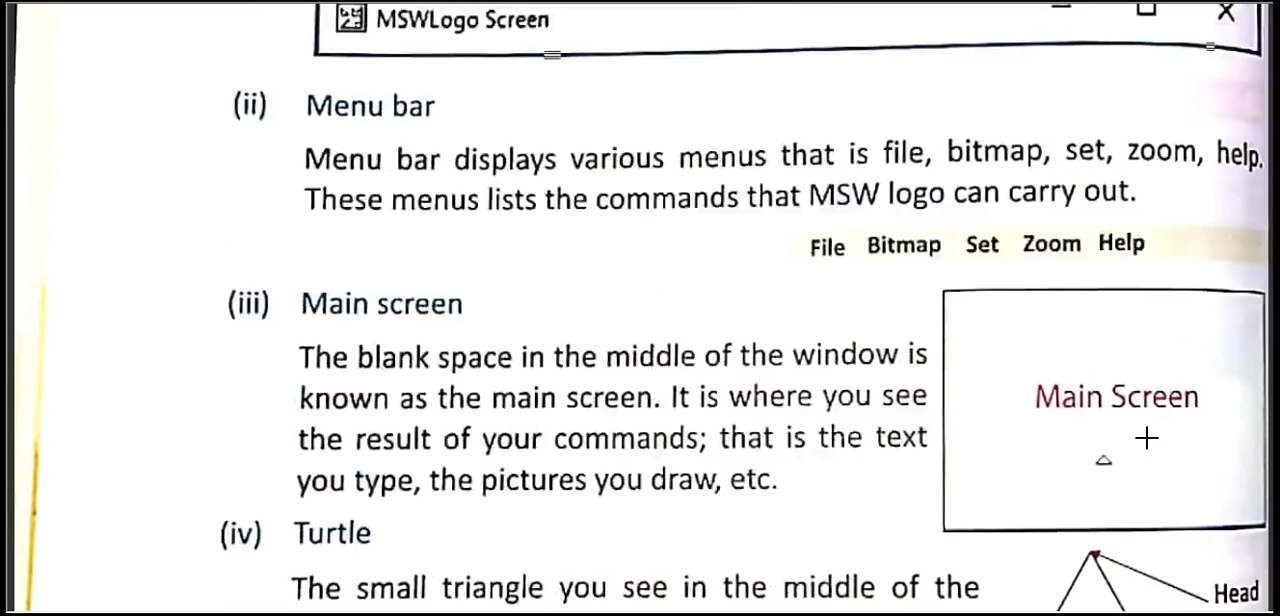 MSWLogo Screen
(ii) Menu bar
Menu bar displays various menus that is file, bitmap, set, zoom, help.
These menus lists the commands that MSW logo can carry out.
File Bitmap Set Zoom Help
(iii) Main screen
The blank space in the middle of the window is
known as the main screen. It is where you see
the result of your commands; that is the text
you type, the pictures you draw, etc.
Main Screen
(iv) Turtle
The small triangle you see in the middle of the
Head